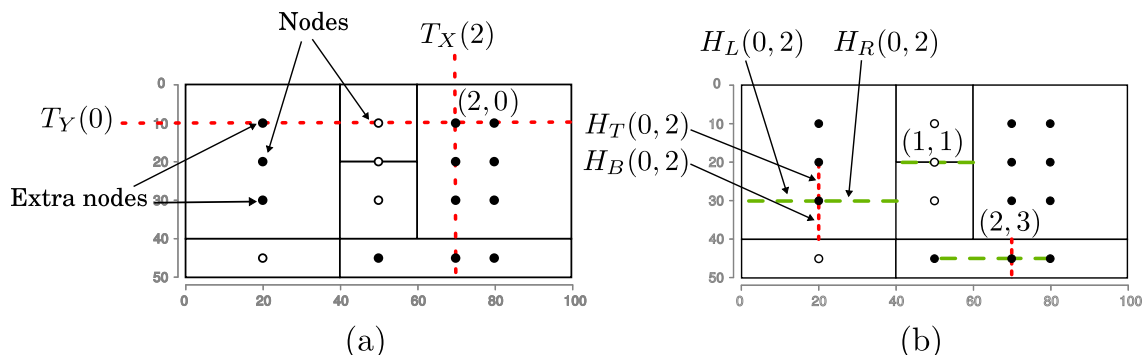 Nodes
T_X(2)
(2,0)
T_Y(0)
Extra nodes
0
10
20
30
40
50
0
20
40
60
80
100
(a)
H_L(0,2)
H_R(0,2)
H_T(0,2)
H_B(0,2)
(1,1)
(2,3)
0
10
20
30
40
50
0
20
40
60
80
100
(b)